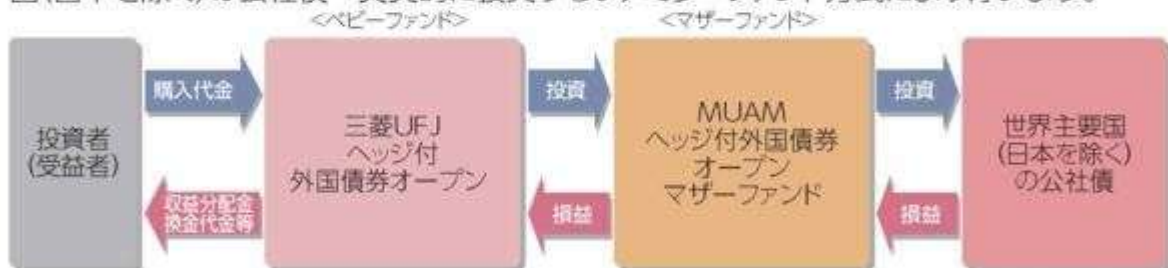 <ベビーファンド>
<マザーファンド>
購入代金
投資
投資
投資者
(受益者)
三菱UFJ
ヘッジ付
外国債券オープン
MUAM
ヘッジ付外国債券
オープン
マザーファンド
世界主要国
(日本を除く)
の公社債
収益分配金
換金代金等
損益
損益